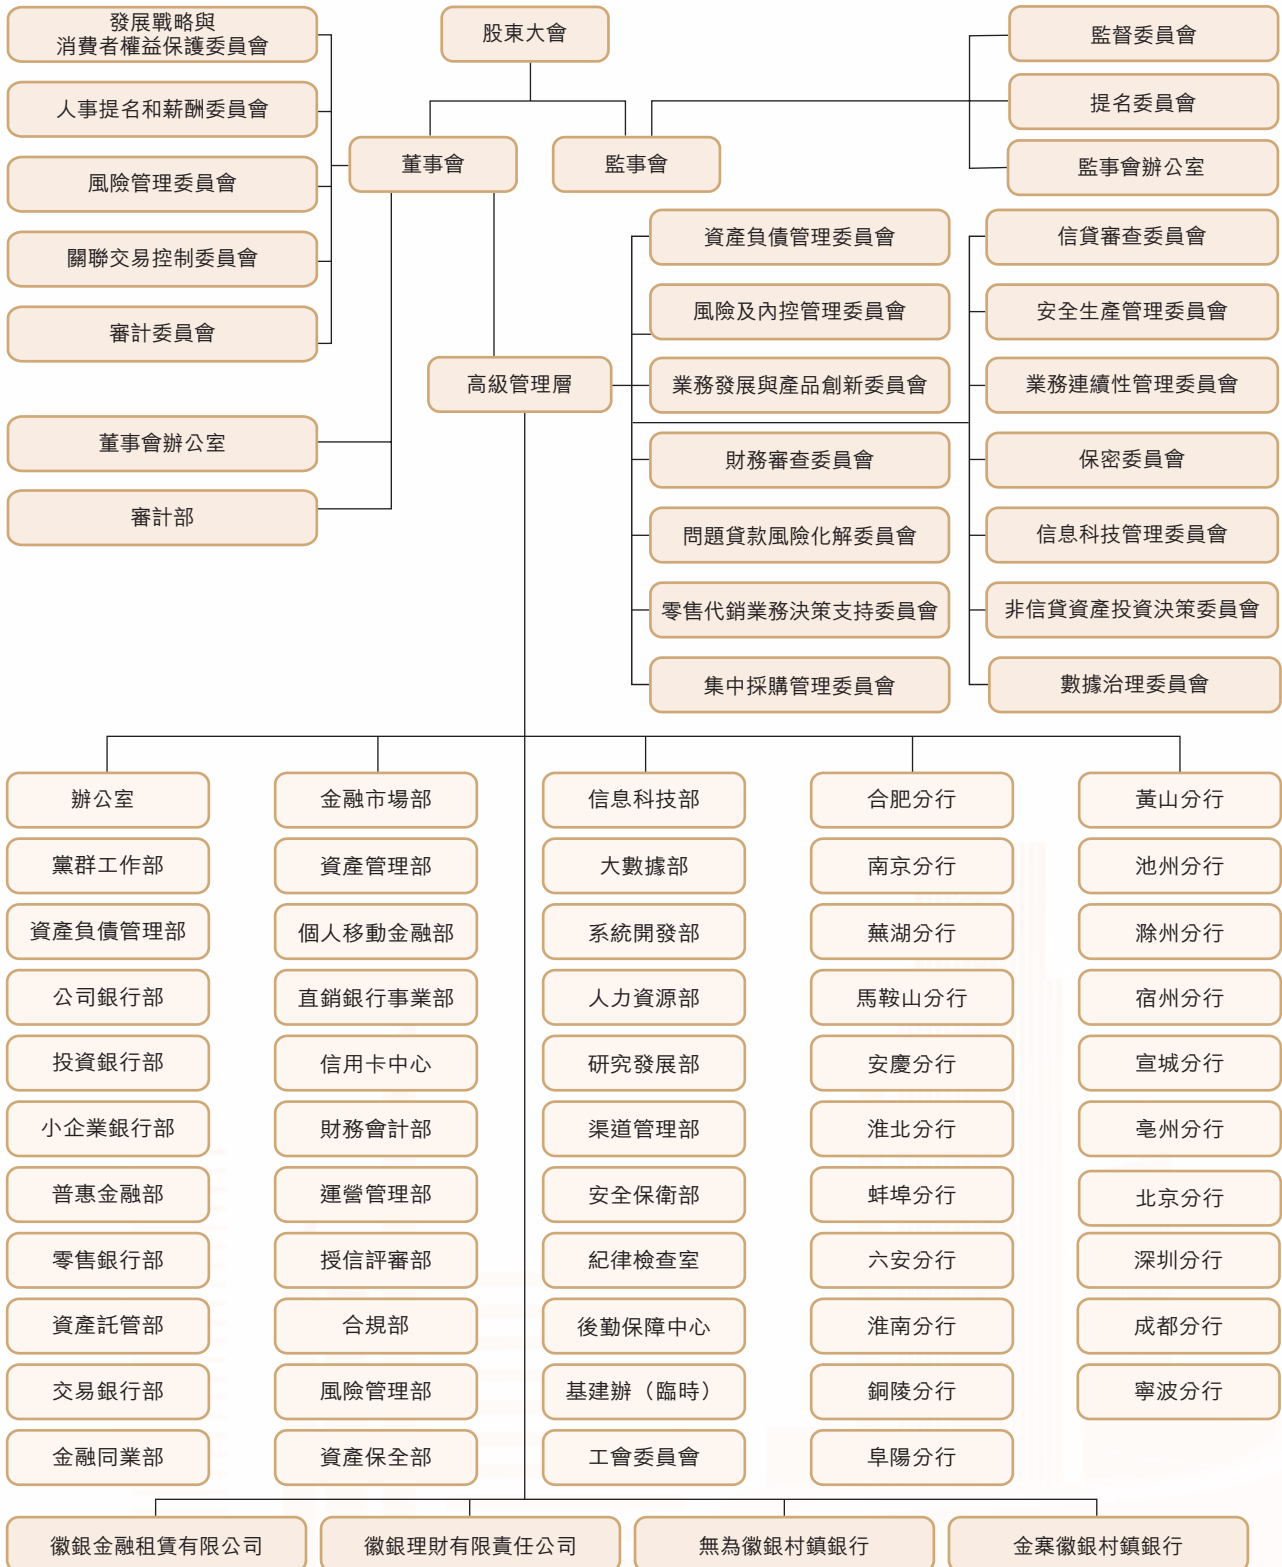 發展戰略與
消費者權益保護委員會
人事提名和薪酬委員會
風險管理委員會
關聯交易控制委員會
審計委員會
董事會辦公室
審計部
股東大會
董事會
監事會
監督委員會
提名委員會
監事會辦公室
高級管理層
資產負債管理委員會
風險及內控管理委員會
業務發展與產品創新委員會
財務審查委員會
問題貸款風險化解委員會
零售代銷業務決策支持委員會
集中採購管理委員會
信貸審查委員會
安全生產管理委員會
業務連續性管理委員會
保密委員會
信息科技管理委員會
非信貸資產投資決策委員會
數據治理委員會
辦公室
黨群工作部
資產負債管理部
公司銀行部
投資銀行部
小企業銀行部
普惠金融部
零售銀行部
資產託管部
交易銀行部
金融同業部
金融市場部
資產管理部
個人移動金融部
直銷銀行事業部
信用卡中心
財務會計部
運營管理部
授信評審部
合規部
風險管理部
資產保全部
信息科技部
大數據部
系統開發部
人力資源部
研究發展部
渠道管理部
安全保衛部
紀律檢查室
後勤保障中心
基建辦（臨時）
工會委員會
合肥分行
南京分行
蕪湖分行
馬鞍山分行
安慶分行
淮北分行
蚌埠分行
六安分行
淮南分行
銅陵分行
阜陽分行
黃山分行
池州分行
滁州分行
宿州分行
宣城分行
亳州分行
北京分行
深圳分行
成都分行
寧波分行
徽銀金融租賃有限公司
徽銀理財有限責任公司
無為徽銀村鎮銀行
金寨徽銀村鎮銀行